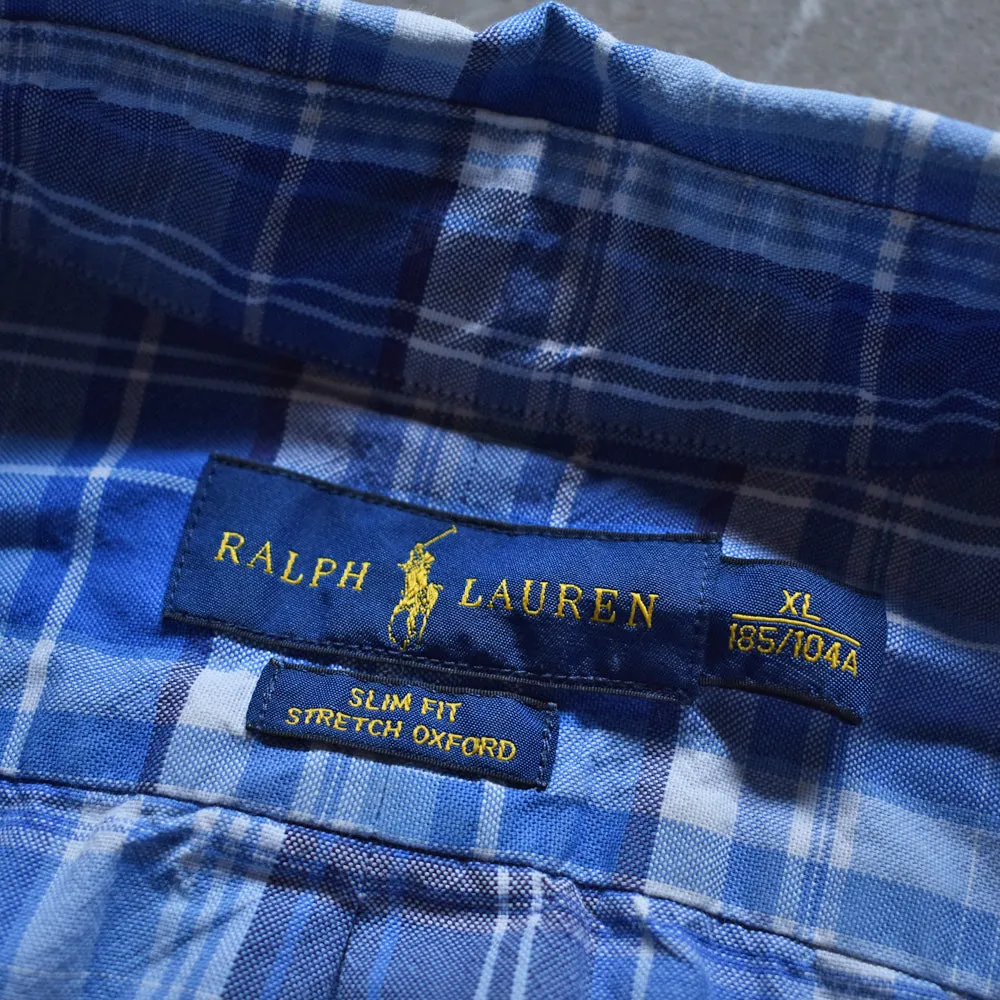 RALPH LAUREN
XL
185/104A
SLIM FIT
STRETCH OXFORD